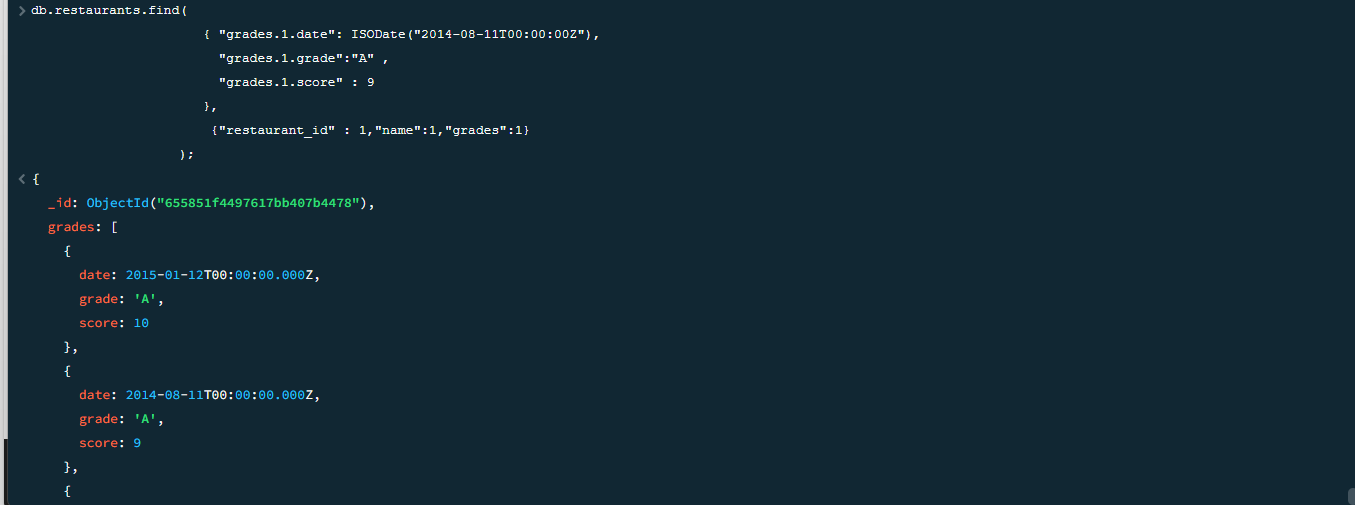 db.restaurants.find(
{ "grades.1.date": ISODate("2014-08-11T00:00:00Z"),
"grades.1.grade":"A" ,
"grades.1.score" : 9
},
{"restaurant_id" : 1,"name":1,"grades":1}
);
{
_id: ObjectId("655851f4497617bb407b4478"),
grades: [
{
date: 2015-01-12T00:00:00.000Z,
grade: 'A',
score: 10
},
{
date: 2014-08-11T00:00:00.000Z,
grade: 'A',
score: 9
},
{